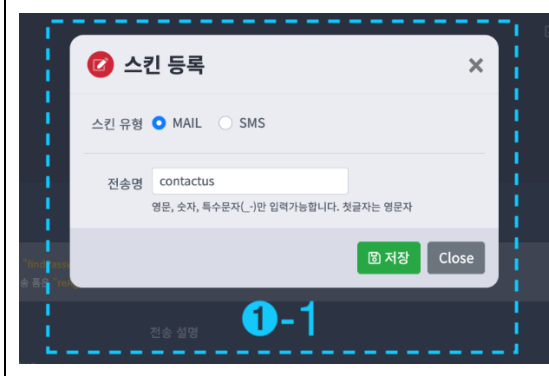 스킨 등록
×
스킨 유형 MAIL SMS
전송명 contactus
영문, 숫자, 특수문자(_-)만 입력가능합니다. 첫글자는 영문자
저장 Close
전송 설명
❶-1